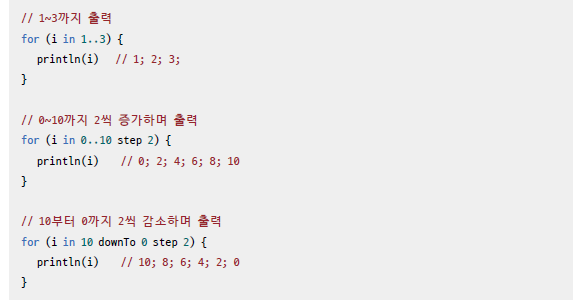 // 1~3까지 출력
for (i in 1..3) {
println(i) // 1; 2; 3;
}
// 0~10까지 2씩 증가하며 출력
for (i in 0..10 step 2) {
println(i) // 0; 2; 4; 6; 8; 10
}
// 10부터 0까지 2씩 감소하며 출력
for (i in 10 downTo 0 step 2) {
println(i) // 10; 8; 6; 4; 2; 0
}